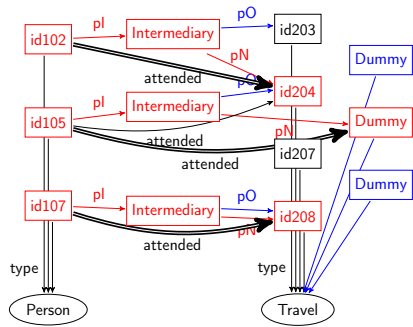 pI
pO
id203
id102
Intermediary
Dummy
pN
attended
pO
id204
pI
Intermediary
id105
pN
Dummy
attended
id207
attended
Dummy
pI
pO
id107
Intermediary
id208
pN
attended
type
type
Person
Travel